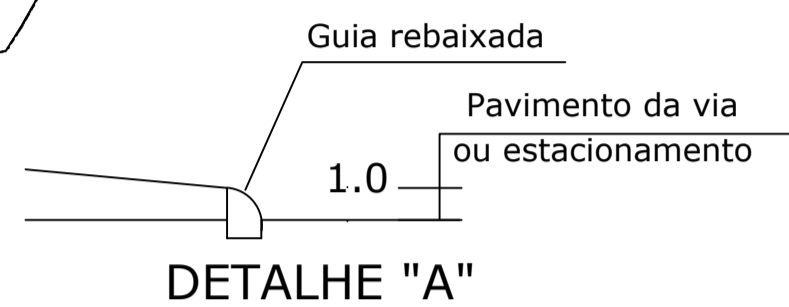 Guia rebaixada
Pavimento da via
ou estacionamento
1.0
DETALHE "A"